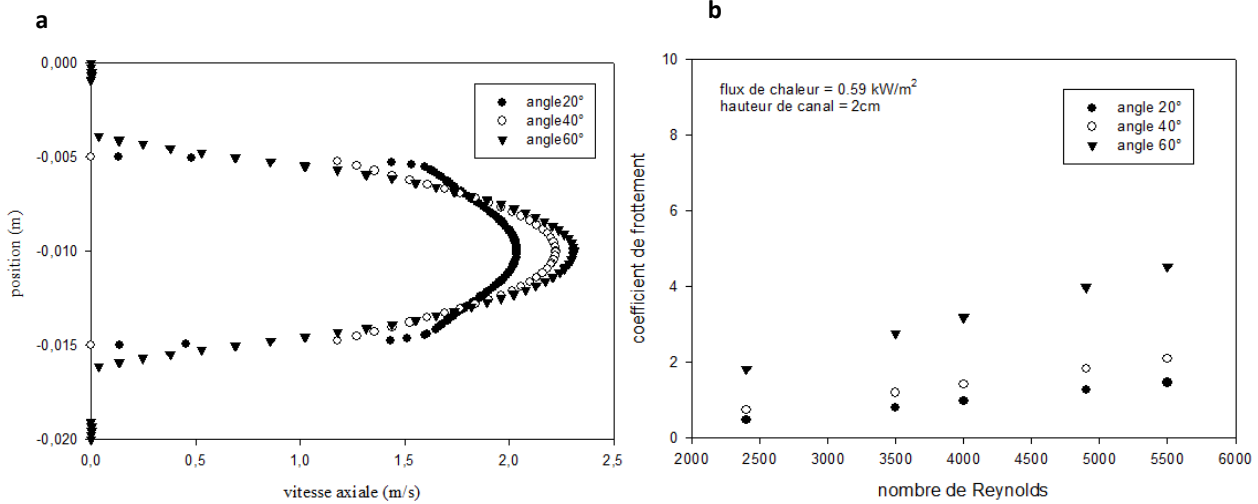 a
0,000
-0,005
-0,010
-0,015
-0,020
position (m)
angle20°
angle40°
angle60°
0,0 0,5 1,0 1,5 2,0 2,5
vitesse axiale (m/s)
b
10
8
6
4
2
0
coefficient de frottement
flux de chaleur = 0.59 kW/m²
hauteur de canal = 2cm
angle 20°
angle 40°
angle 60°
2000 2500 3000 3500 4000 4500 5000 5500 6000
nombre de Reynolds